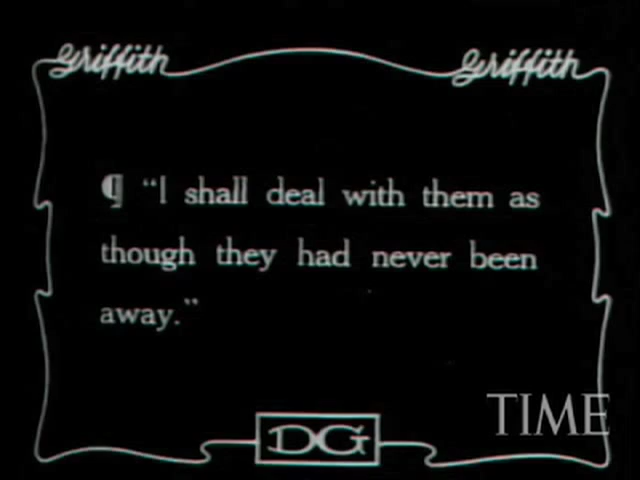 Griffith Griffith
¶ "I shall deal with them as
though they had never been
away."
TIME
DG